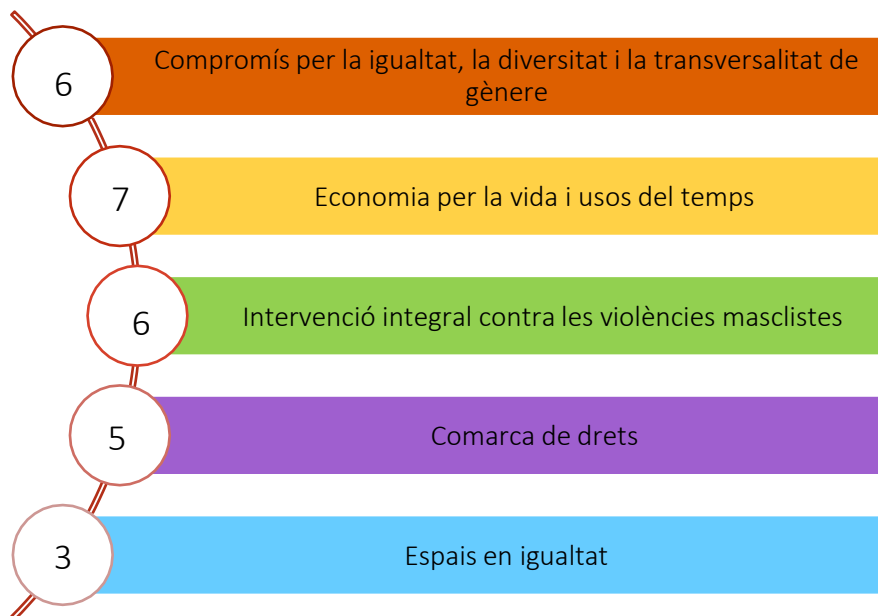 6
Compromís per la igualtat, la diversitat i la transversalitat de
gènere
7
Economia per la vida i usos del temps
6
Intervenció integral contra les violències masclistes
5
Comarca de drets
3
Espais en igualtat